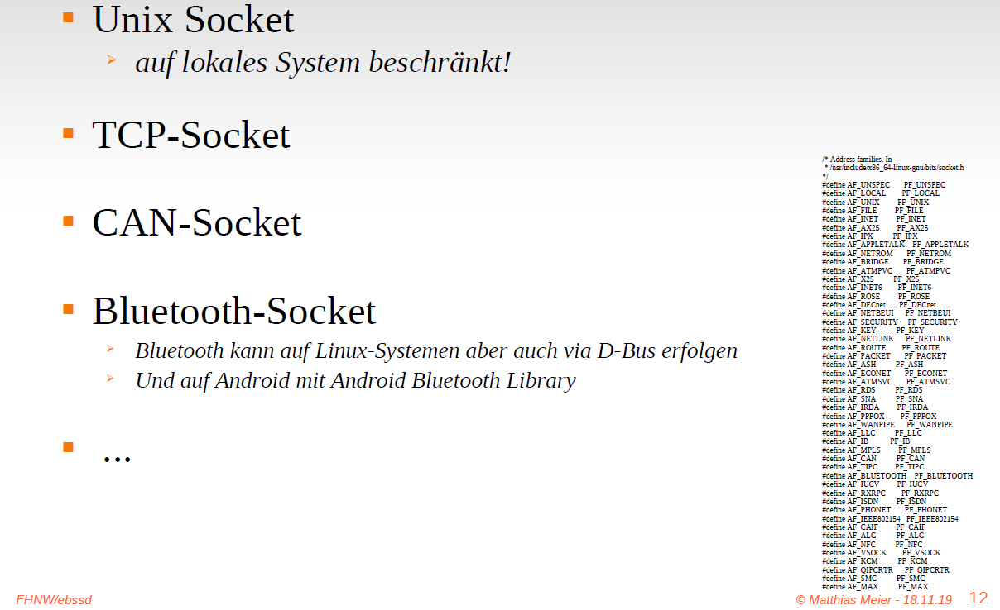 Unix Socket
auf lokales System beschränkt!
TCP-Socket
CAN-Socket
Bluetooth-Socket
Bluetooth kann auf Linux-Systemen aber auch via D-Bus erfolgen
Und auf Android mit Android Bluetooth Library
...
/* Address families. In
* /usr/include/x86_64-linux-gnu/bits/socket.h
*/
#define AF_UNSPEC PF_UNSPEC
#define AF_LOCAL PF_LOCAL
#define AF_UNIX PF_UNIX
#define AF_FILE PF_FILE
#define AF_INET PF_INET
#define AF_AX25 PF_AX25
#define AF_IPX PF_IPX
#define AF_APPLETALK PF_APPLETALK
#define AF_NETROM PF_NETROM
#define AF_BRIDGE PF_BRIDGE
#define AF_ATMPVC PF_ATMPVC
#define AF_X25 PF_X25
#define AF_INET6 PF_INET6
#define AF_ROSE PF_ROSE
#define AF_DECnet PF_DECnet
#define AF_NETBEUI PF_NETBEUI
#define AF_SECURITY PF_SECURITY
#define AF_KEY PF_KEY
#define AF_NETLINK PF_NETLINK
#define AF_ROUTE PF_ROUTE
#define AF_PACKET PF_PACKET
#define AF_ASH PF_ASH
#define AF_ECONET PF_ECONET
#define AF_ATMSVC PF_ATMSVC
#define AF_RDS PF_RDS
#define AF_SNA PF_SNA
#define AF_IRDA PF_IRDA
#define AF_PPPOX PF_PPPOX
#define AF_WANPIPE PF_WANPIPE
#define AF_LLC PF_LLC
#define AF_IB PF_IB
#define AF_MPLS PF_MPLS
#define AF_CAN PF_CAN
#define AF_TIPC PF_TIPC
#define AF_BLUETOOTH PF_BLUETOOTH
#define AF_IUCV PF_IUCV
#define AF_RXRPC PF_RXRPC
#define AF_ISDN PF_ISDN
#define AF_PHONET PF_PHONET
#define AF_IEEE802154 PF_IEEE802154
#define AF_CAIF PF_CAIF
#define AF_ALG PF_ALG
#define AF_NFC PF_NFC
#define AF_VSOCK PF_VSOCK
#define AF_KCM PF_KCM
#define AF_QIPCRTR PF_QIPCRTR
#define AF_SMC PF_SMC
#define AF_MAX PF_MAX
FHNW/ebssd
© Matthias Meier - 18.11.19 12